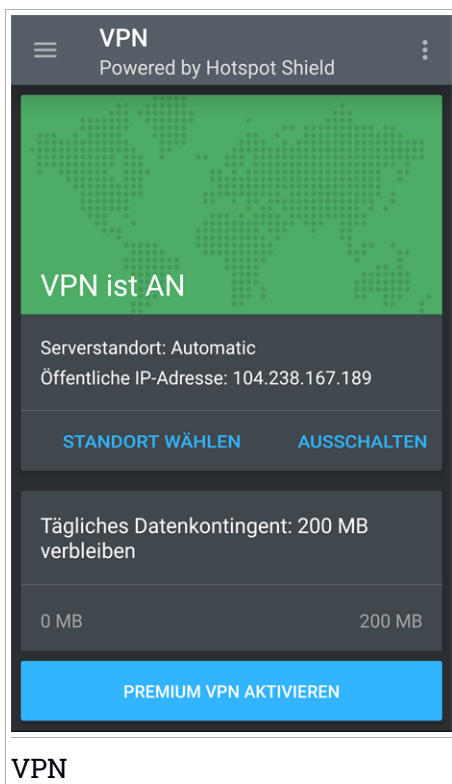 VPN
Powered by Hotspot Shield
VPN ist AN
Serverstandort: Automatic
Öffentliche IP-Adresse: 104.238.167.189
STANDORT WÄHLEN AUSSCHALTEN
Tägliches Datenkontingent: 200 MB
verbleiben
0 MB 200 MB
PREMIUM VPN AKTIVIEREN
VPN